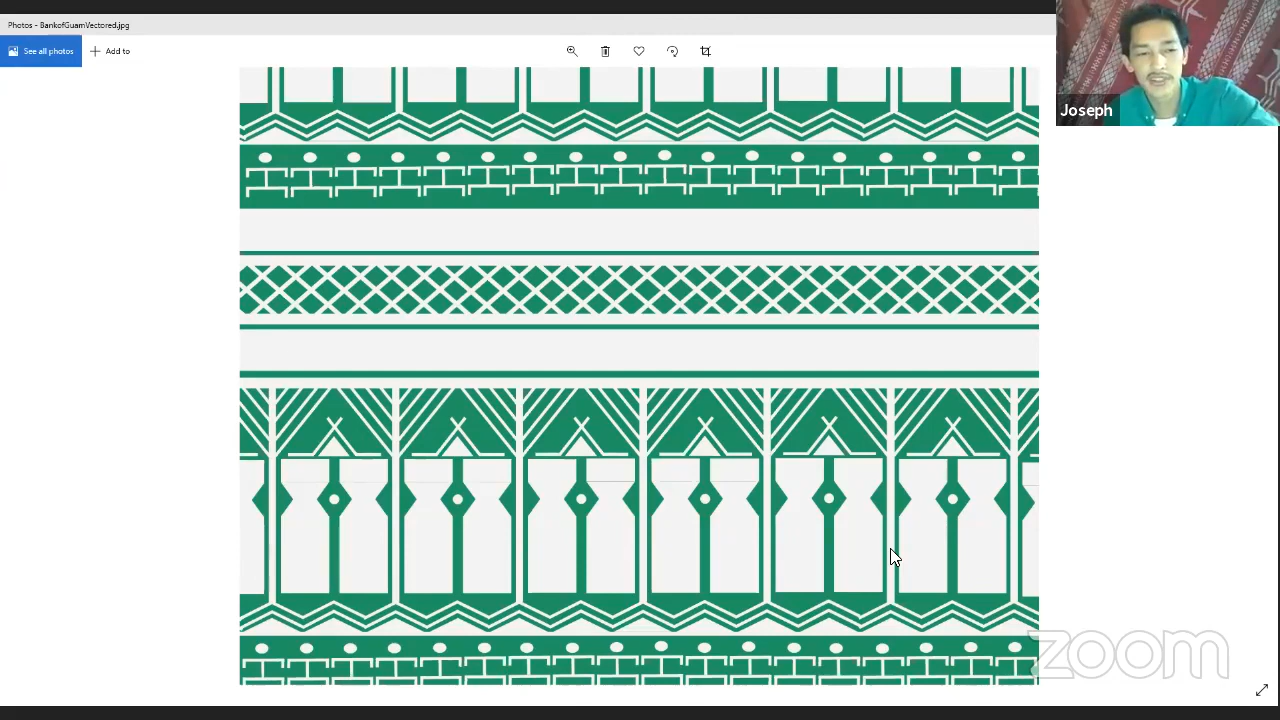 Photos - BankofGuamVectored.jpg
See all photos
Add to
Joseph
zoom